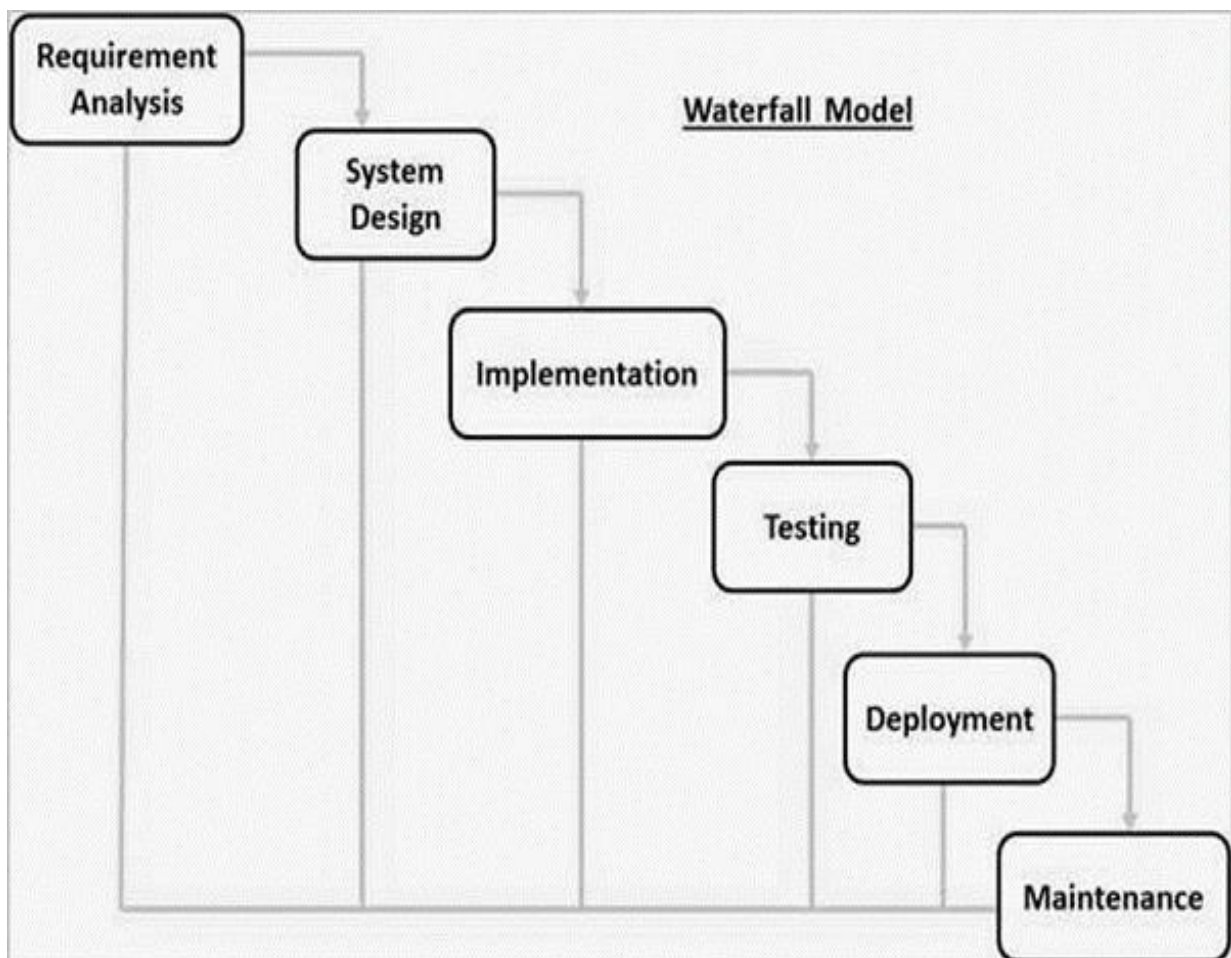 Requirement
Analysis
Waterfall Model
System
Design
Implementation
Testing
Deployment
Maintenance